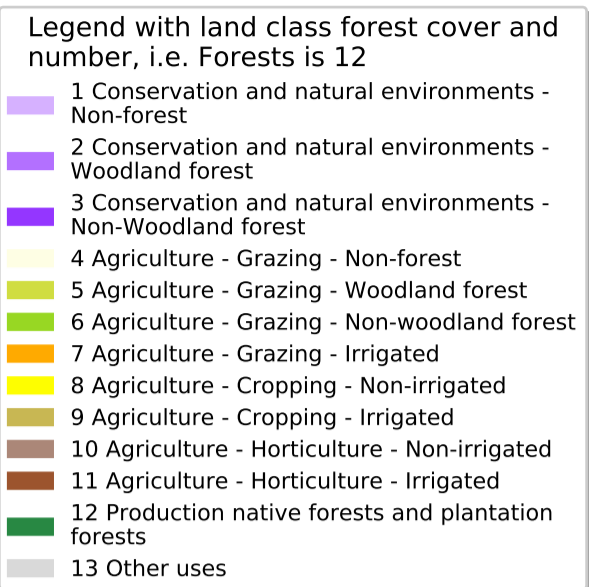 Legend with land class forest cover and
number, i.e. Forests is 12
1 Conservation and natural environments -
Non-forest
2 Conservation and natural environments -
Woodland forest
3 Conservation and natural environments -
Non-Woodland forest
4 Agriculture - Grazing - Non-forest
5 Agriculture - Grazing - Woodland forest
6 Agriculture - Grazing - Non-woodland forest
7 Agriculture - Grazing - Irrigated
8 Agriculture - Cropping - Non-irrigated
9 Agriculture - Cropping - Irrigated
10 Agriculture - Horticulture - Non-irrigated
11 Agriculture - Horticulture - Irrigated
12 Production native forests and plantation
forests
13 Other uses